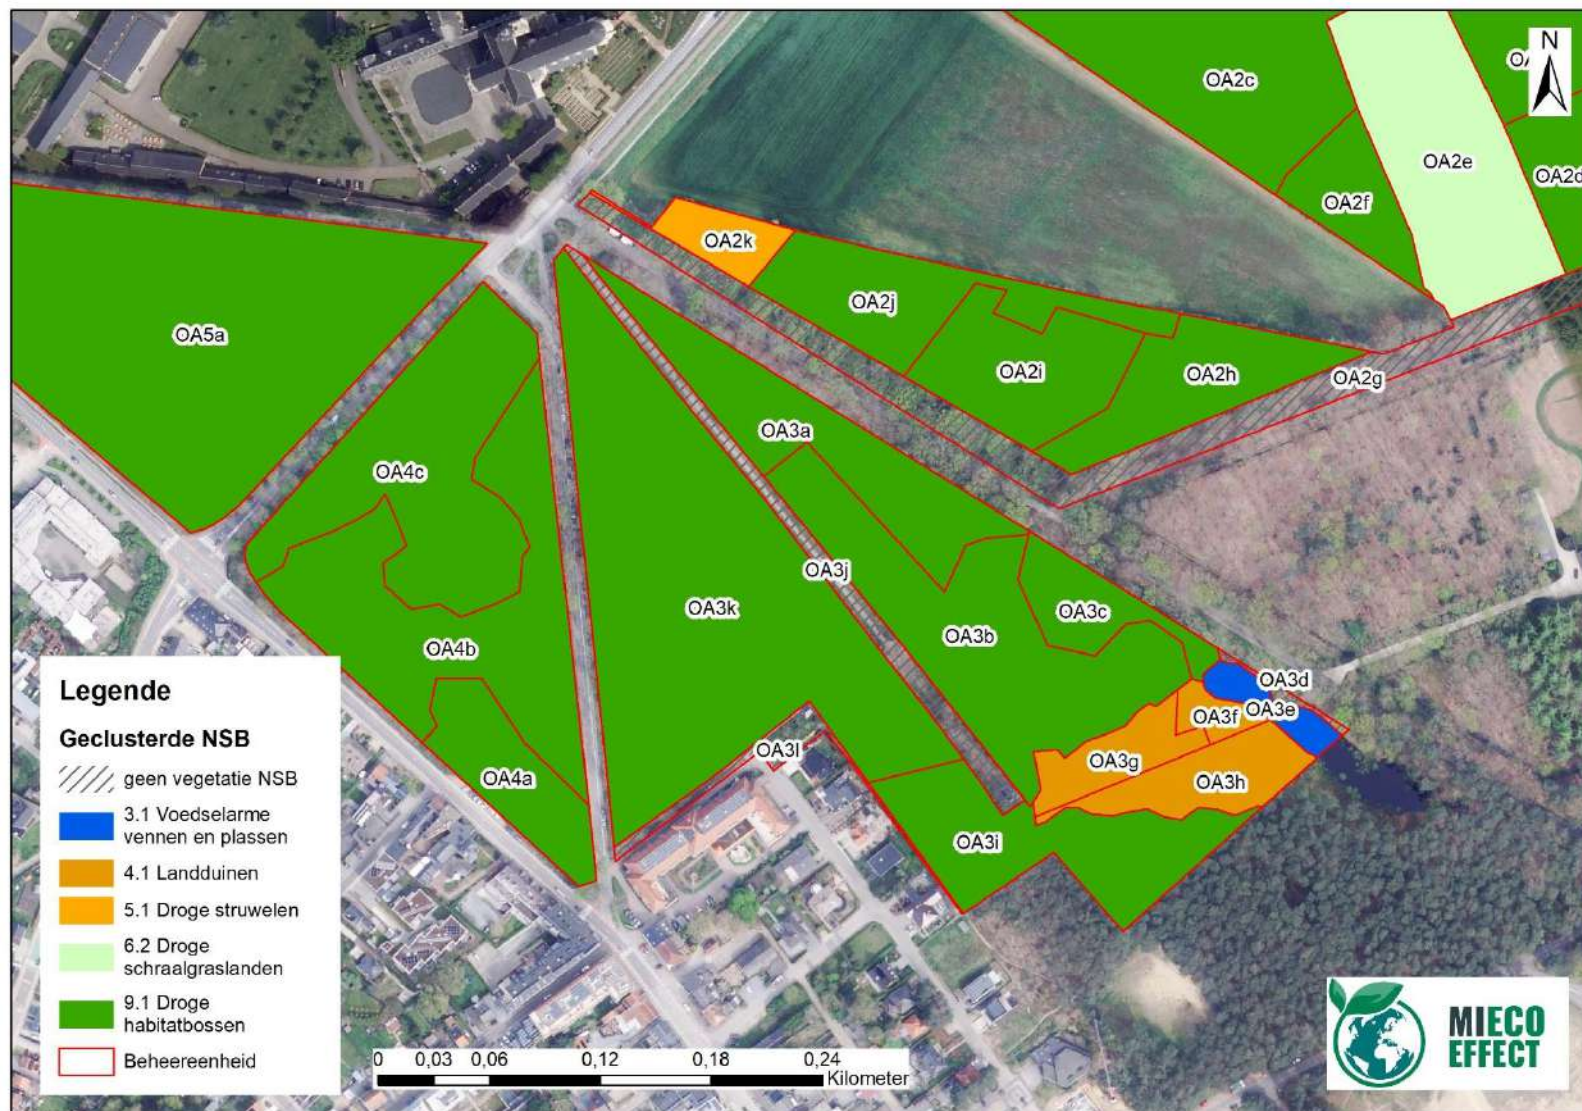 N
OA2c
OA
OA2e
OA2d
OA2f
OA2k
OA2j
OA5a
OA2i
OA2h
OA2g
OA3a
OA4c
OA3j
OA3k
OA3c
OA3b
OA4b
OA3d
OA3e
OA3f
OA3l
OA3g
OA3h
OA4a
OA3i
Legende
Geclusterde NSB
geen vegetatie NSB
3.1 Voedselarme
vennen en plassen
4.1 Landduinen
5.1 Droge struwelen
6.2 Droge
schraalgraslanden
9.1 Droge
habitatbossen
Beheereenheid
0 0,03 0,06 0,12 0,18 0,24
Kilometer
MIECO
EFFECT